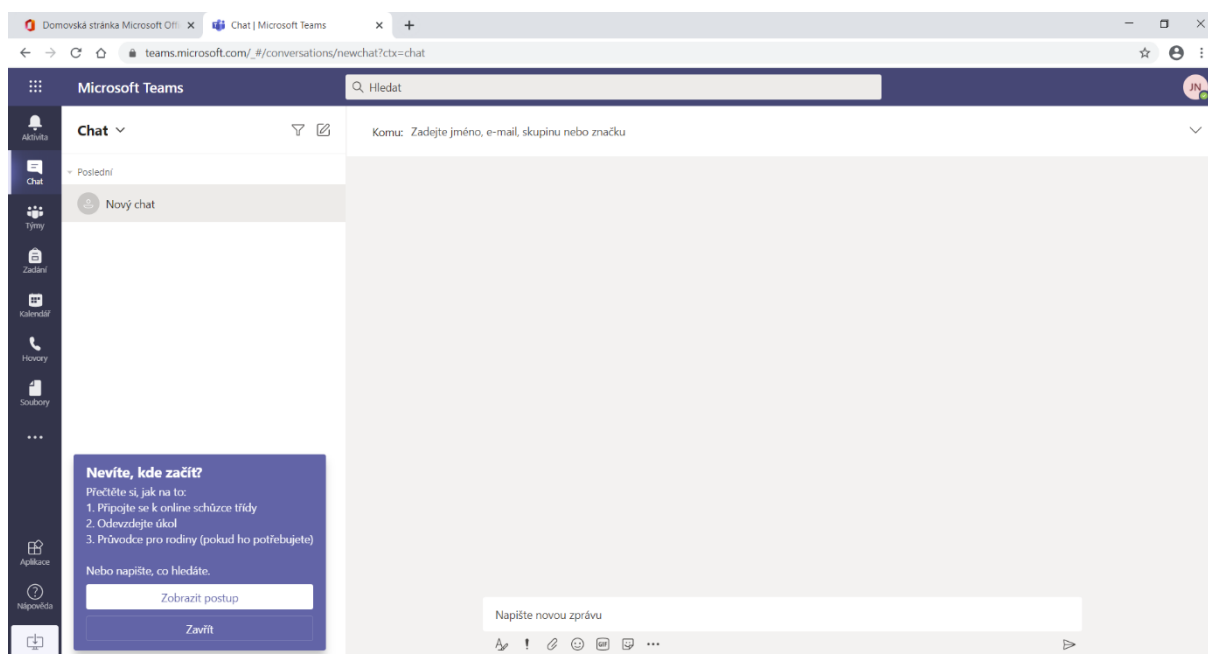 Domovská stránka Microsoft Offi
Chat | Microsoft Teams
teams.microsoft.com/_#/conversations/newchat?ctx=chat
Microsoft Teams
Hledat
JN
Aktivita
Chat
Týmy
Zadání
Kalendář
Hovory
Soubory
Aplikace
Nápověda
Chat
Poslední
Nový chat
Nevíte, kde začít?
Přečtěte si, jak na to:
1. Připojte se k online schůzce třídy
2. Odevzdejte úkol
3. Průvodce pro rodiny (pokud ho potřebujete)
Nebo napište, co hledáte.
Zobrazit postup
Zavřít
Komu: Zadejte jméno, e-mail, skupinu nebo značku
Napište novou zprávu
GIF